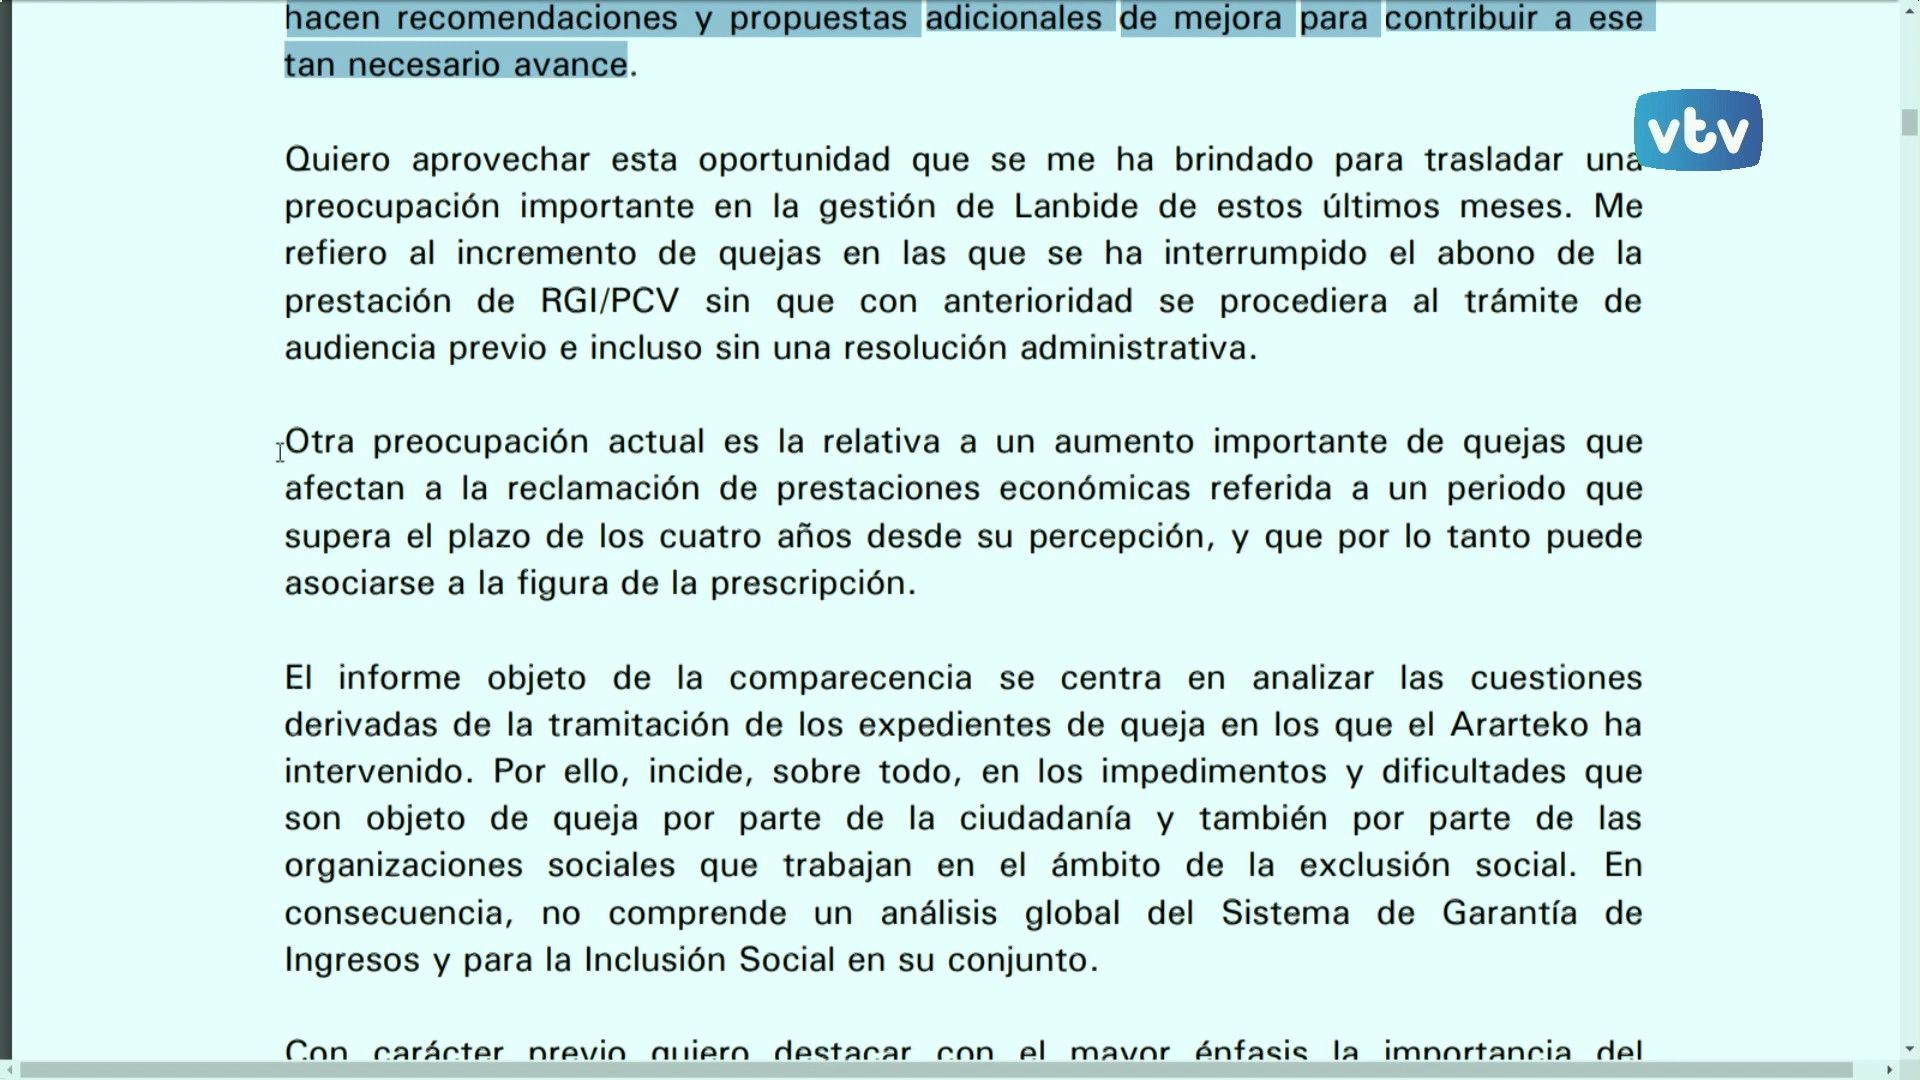 hacen recomendaciones y propuestas adicionales de mejora para contribuir a ese
tan necesario avance.
vtv
Quiero aprovechar esta oportunidad que se me ha brindado para trasladar una
preocupación importante en la gestión de Lanbide de estos últimos meses. Me
refiero al incremento de quejas en las que se ha interrumpido el abono de la
prestación de RGI/PCV sin que con anterioridad se procediera al trámite de
audiencia previo e incluso sin una resolución administrativa.
Otra preocupación actual es la relativa a un aumento importante de quejas que
afectan a la reclamación de prestaciones económicas referida a un periodo que
supera el plazo de los cuatro años desde su percepción, y que por lo tanto puede
asociarse a la figura de la prescripción.
El informe objeto de la comparecencia se centra en analizar las cuestiones
derivadas de la tramitación de los expedientes de queja en los que el Ararteko ha
intervenido. Por ello, incide, sobre todo, en los impedimentos y dificultades que
son objeto de queja por parte de la ciudadanía y también por parte de las
organizaciones sociales que trabajan en el ámbito de la exclusión social. En
consecuencia, no comprende un análisis global del Sistema de Garantía de
Ingresos y para la Inclusión Social en su conjunto.
Con carácter previo quiero destacar con el mayor énfasis la importancia del